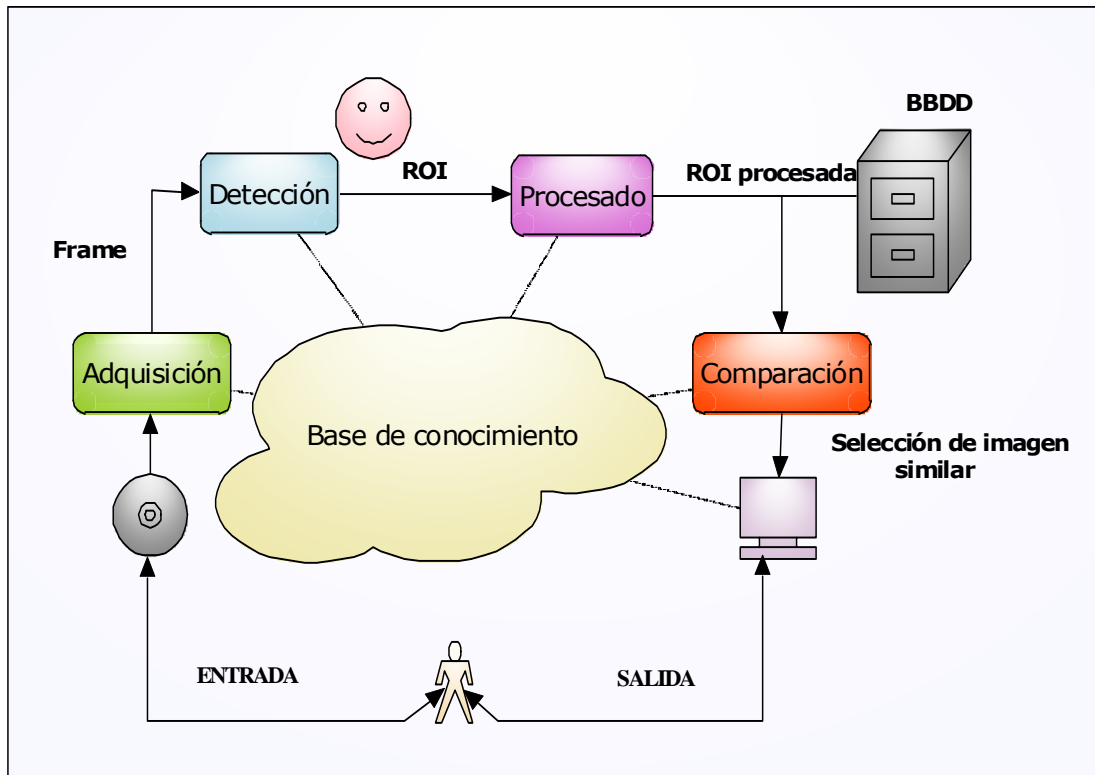 BBDD
ROI
ROI procesada
Detección
Procesado
Frame
Adquisición
Comparación
Base de conocimiento
Selección de imagen
similar
ENTRADA
SALIDA